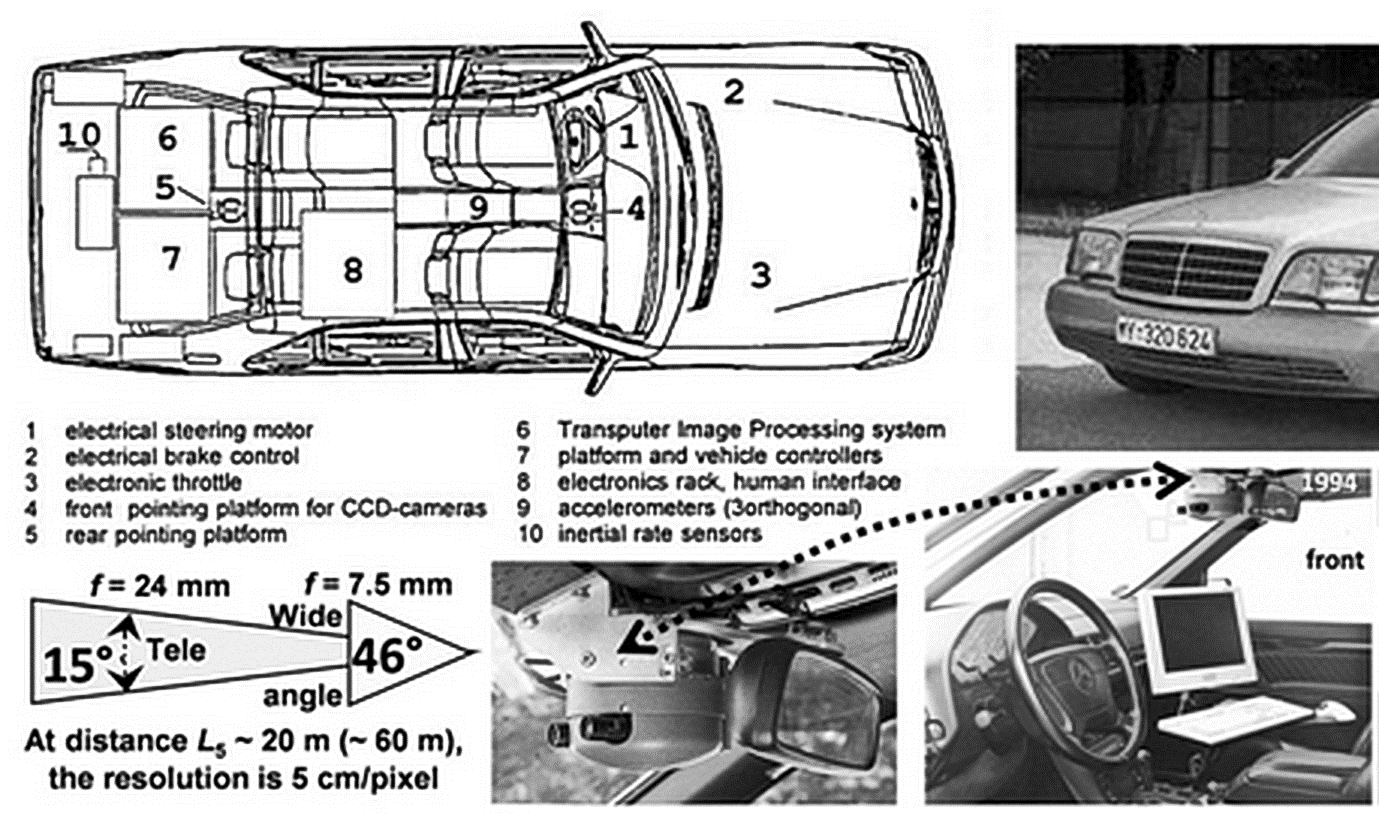 10
6
5
7
8
9
1
4
2
3
WY-320624
1 electrical steering motor
2 electrical brake control
3 electronic throttle
4 front pointing platform for CCD-cameras
5 rear pointing platform
6 Transputer Image Processing system
7 platform and vehicle controllers
8 electronics rack, human interface
9 accelerometers (3orthogonal)
10 inertial rate sensors
f = 24 mm
f = 7.5 mm
Wide
15° Tele
46°
angle
At distance L5 ~ 20 m (~ 60 m),
the resolution is 5 cm/pixel
1994
front